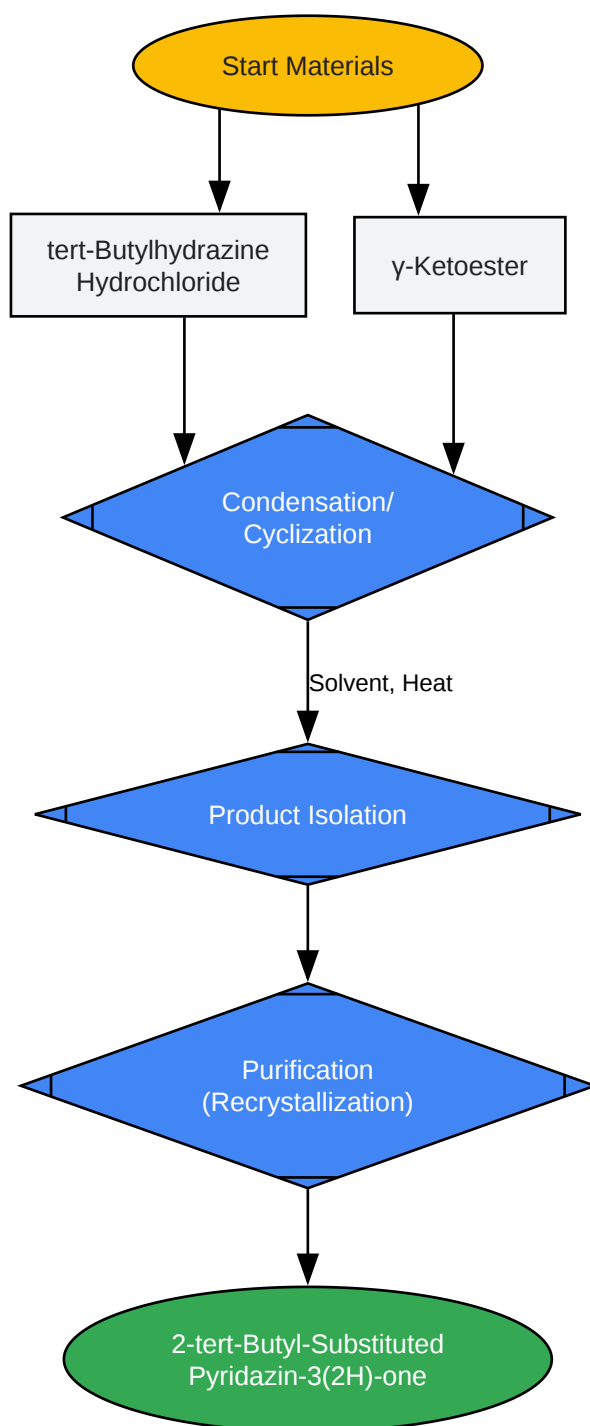 Start Materials
tert-Butylhydrazine
Hydrochloride
γ-Ketoester
Condensation/
Cyclization
Solvent, Heat
Product Isolation
Purification
(Recrystallization)
2-tert-Butyl-Substituted
Pyridazin-3(2H)-one